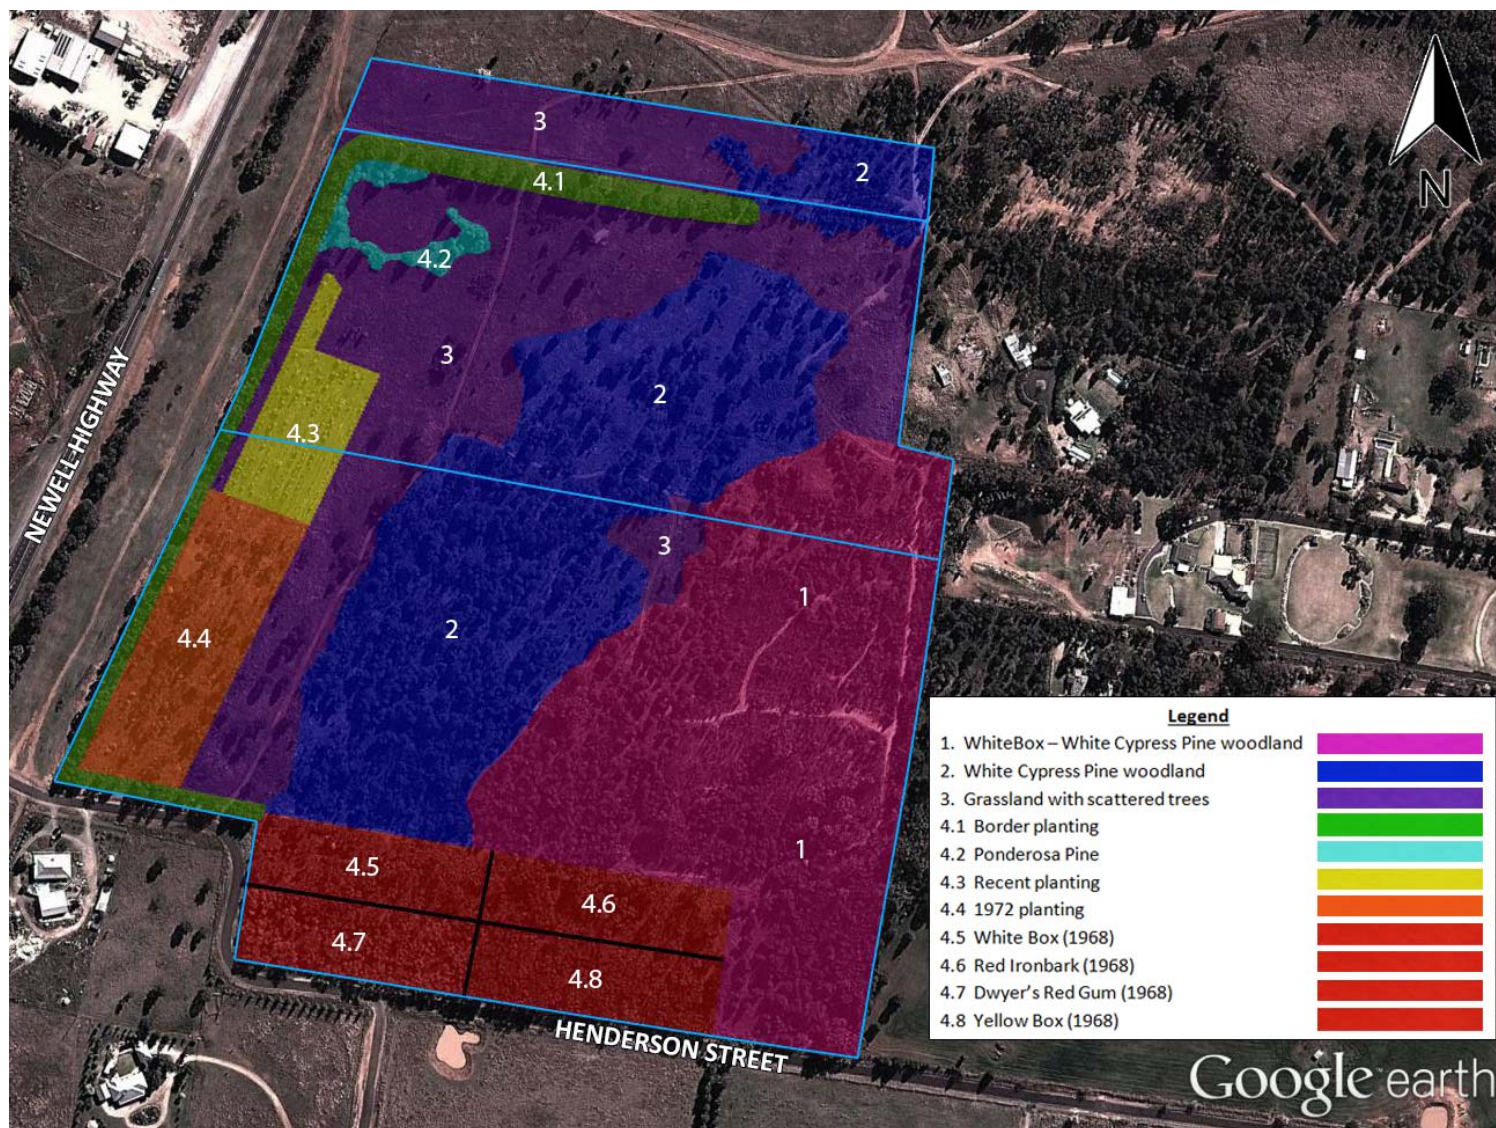 3
2
4.1
4.2
3
2
4.3
NEWELL HIGHWAY
3
1
2
4.4
1
4.5
4.6
4.7
4.8
HENDERSON STREET
N
Legend
1. WhiteBox – White Cypress Pine woodland
2. White Cypress Pine woodland
3. Grassland with scattered trees
4.1 Border planting
4.2 Ponderosa Pine
4.3 Recent planting
4.4 1972 planting
4.5 White Box (1968)
4.6 Red Ironbark (1968)
4.7 Dwyer's Red Gum (1968)
4.8 Yellow Box (1968)
Google earth